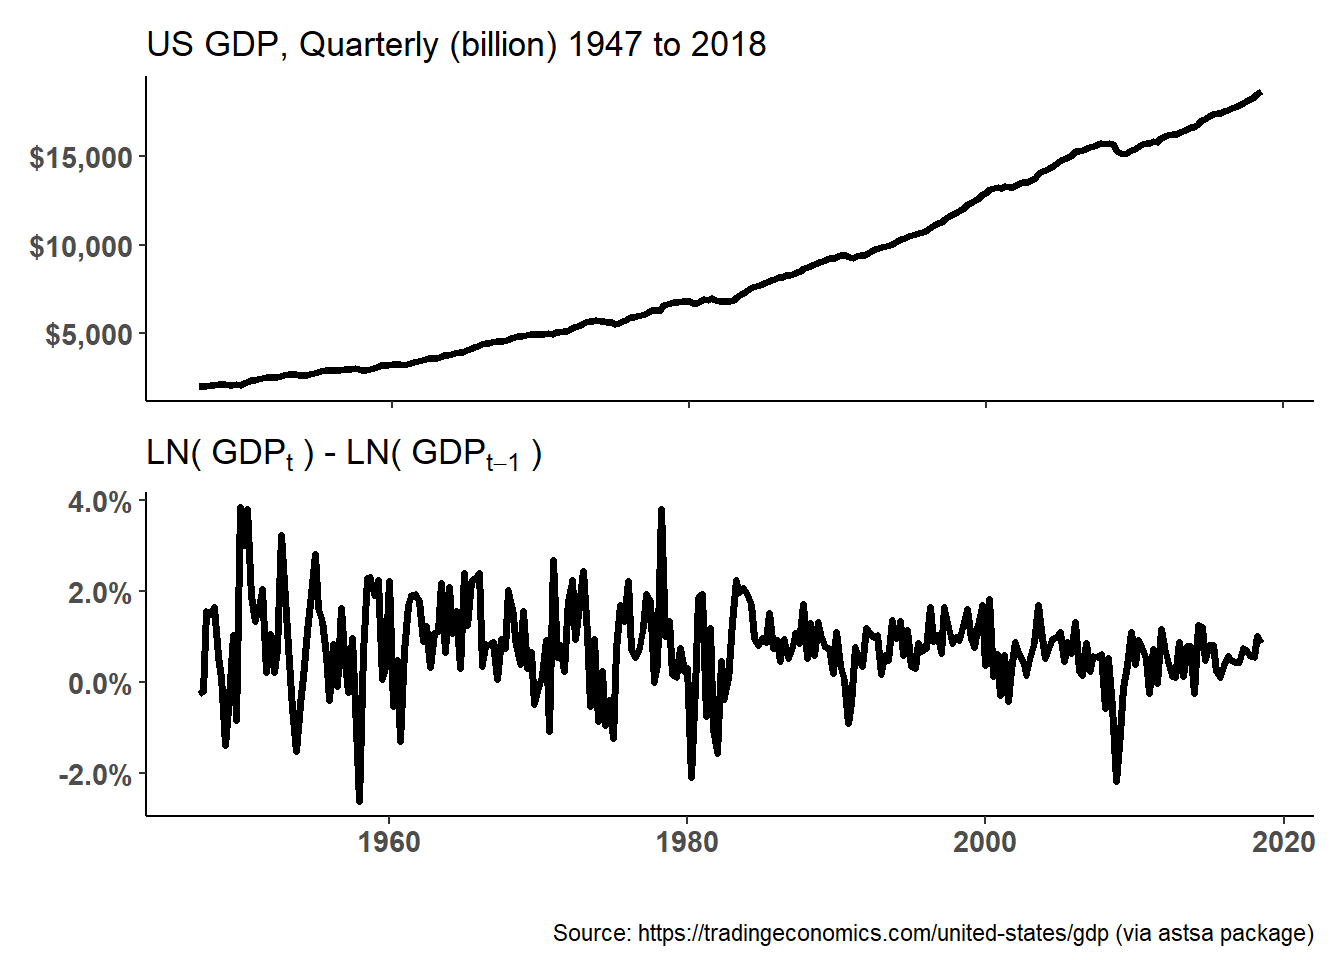 US GDP, Quarterly (billion) 1947 to 2018
$15,000
$10,000
$5,000
LN( GDPₜ ) - LN( GDPₜ₋₁ )
4.0%
2.0%
0.0%
-2.0%
1960 1980 2000 2020
Source: https://tradingeconomics.com/united-states/gdp (via astsa package)